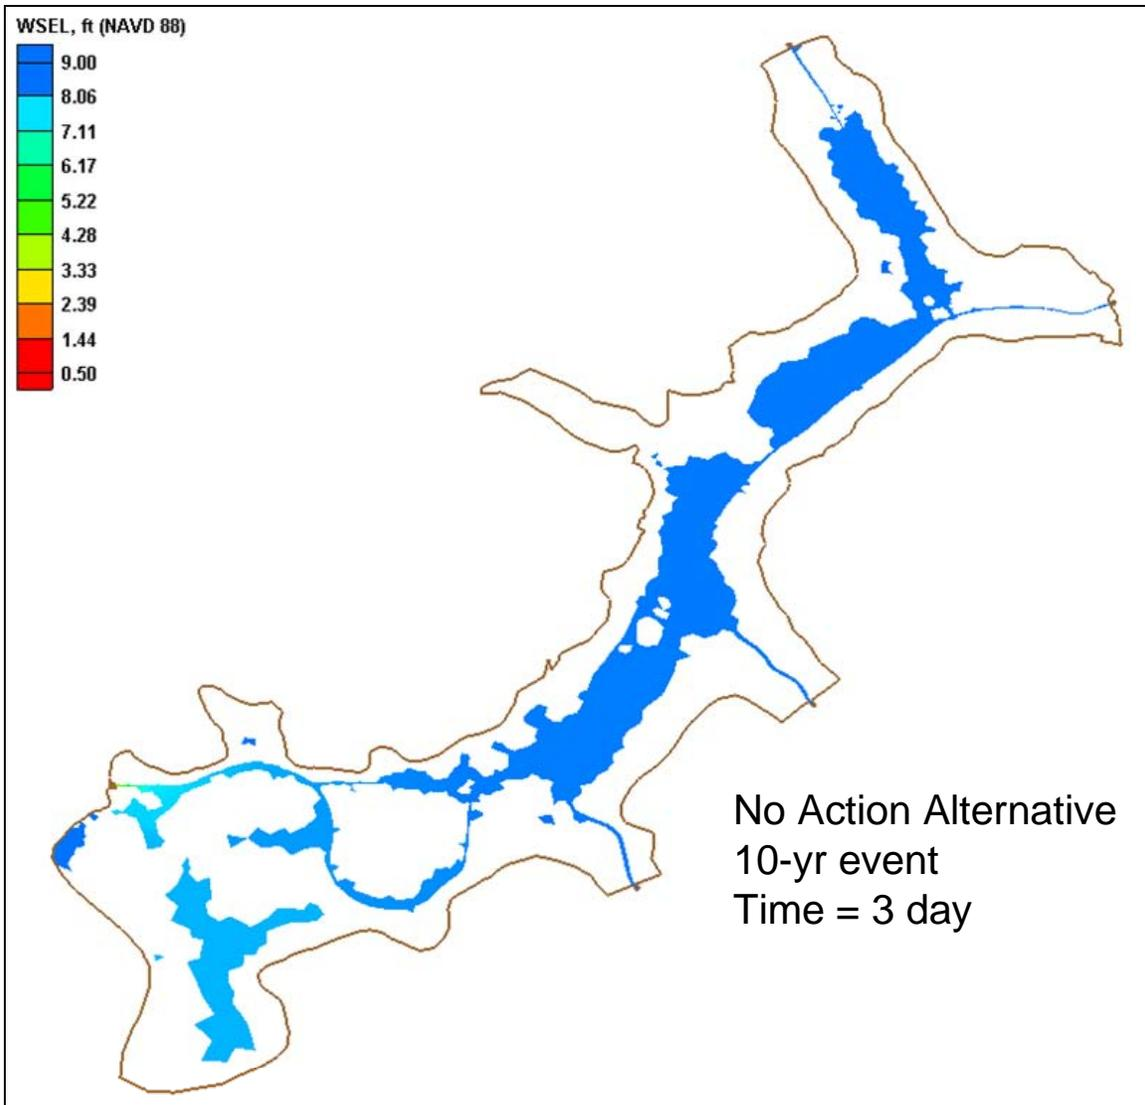 WSEL, ft (NAVD 88)
9.00
8.06
7.11
6.17
5.22
4.28
3.33
2.39
1.44
0.50
No Action Alternative
10-yr event
Time = 3 day